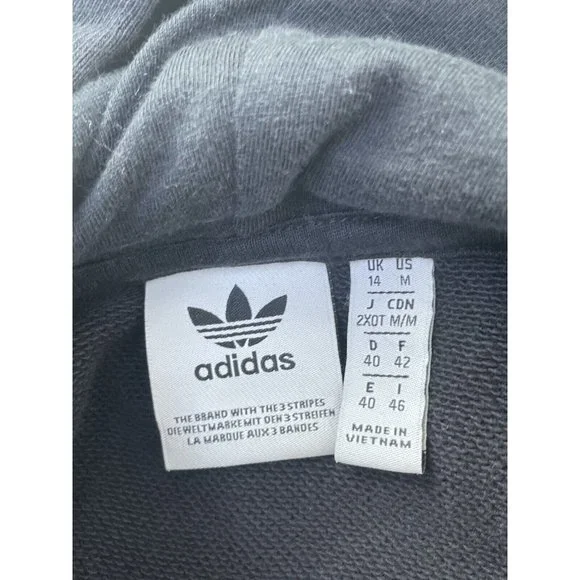 adidas
THE BRAND WITH THE 3 STRIPES
DIE WELTMARKE MIT DEN 3 STREIFEN
LA MARQUE AUX 3 BANDES
UK US
14 M
J CDN
2XOT M/M
D F
40 42
E I
40 46
MADE IN
VIETNAM